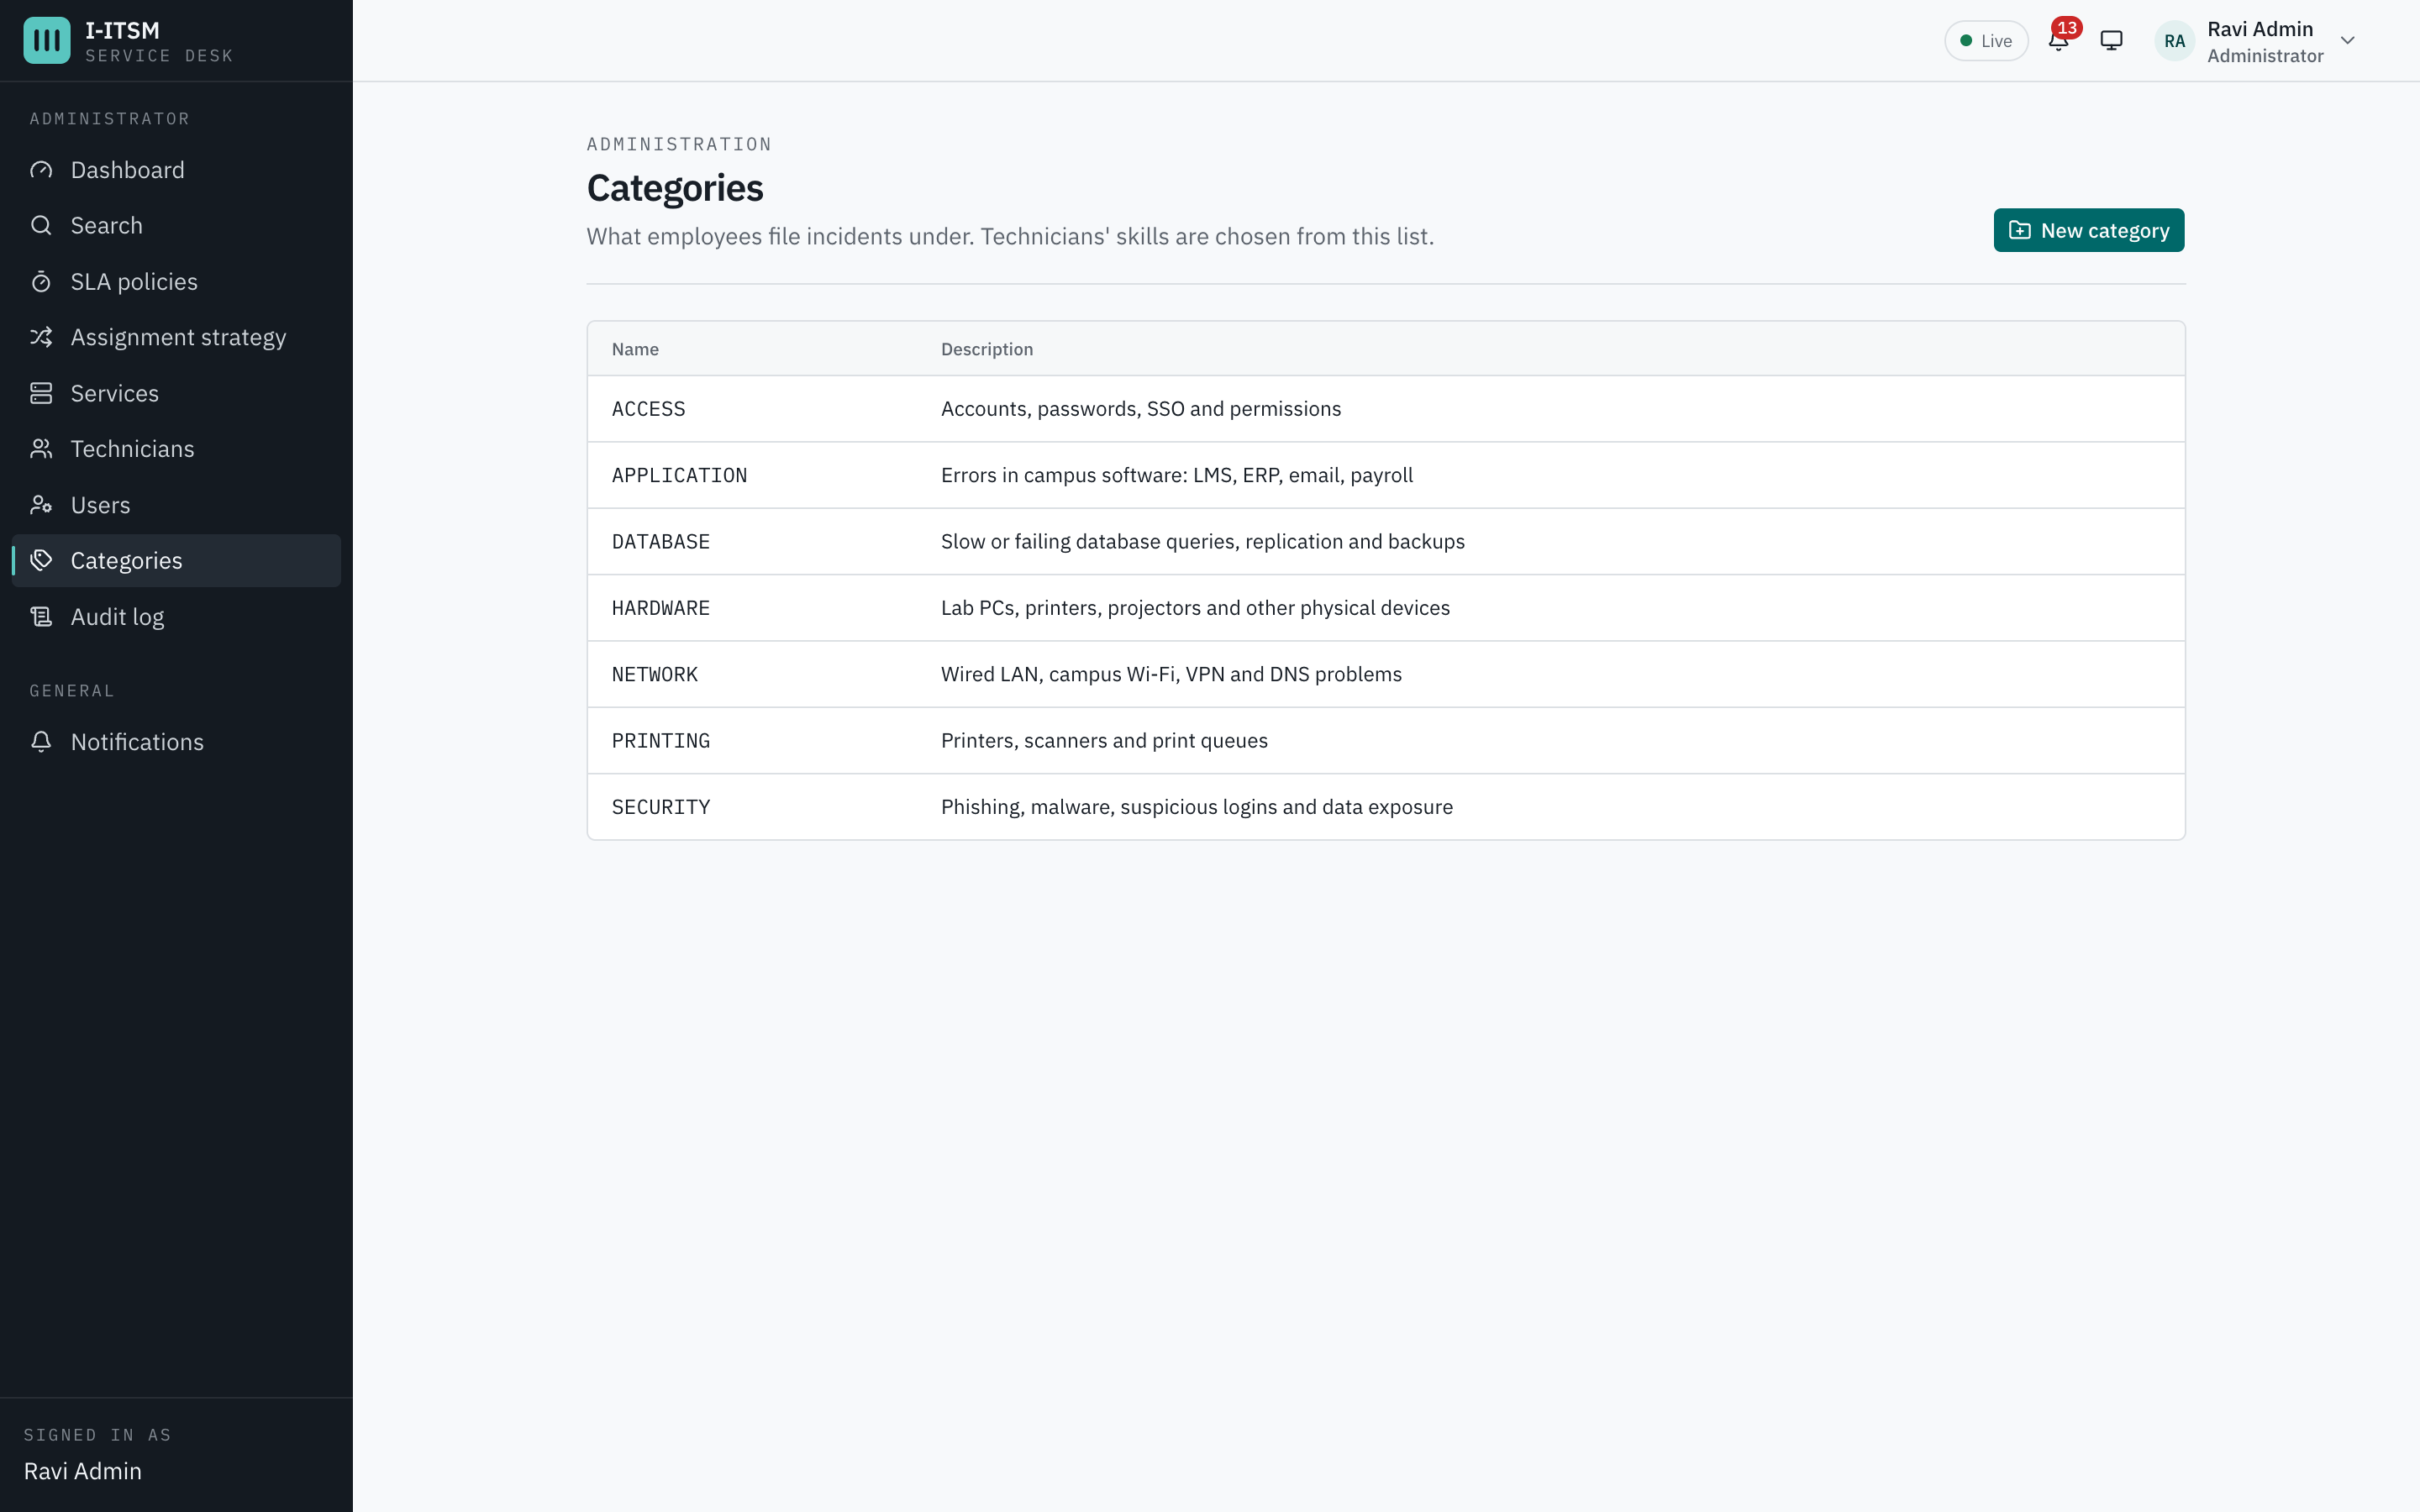 I-ITSM
SERVICE DESK
ADMINISTRATOR
Dashboard
Search
SLA policies
Assignment strategy
Services
Technicians
Users
Categories
Audit log
GENERAL
Notifications
SIGNED IN AS
Ravi Admin
Live
13
RA
Ravi Admin
Administrator
ADMINISTRATION
Categories
What employees file incidents under. Technicians' skills are chosen from this list.
New category
Name Description
ACCESS Accounts, passwords, SSO and permissions
APPLICATION Errors in campus software: LMS, ERP, email, payroll
DATABASE Slow or failing database queries, replication and backups
HARDWARE Lab PCs, printers, projectors and other physical devices
NETWORK Wired LAN, campus Wi-Fi, VPN and DNS problems
PRINTING Printers, scanners and print queues
SECURITY Phishing, malware, suspicious logins and data exposure